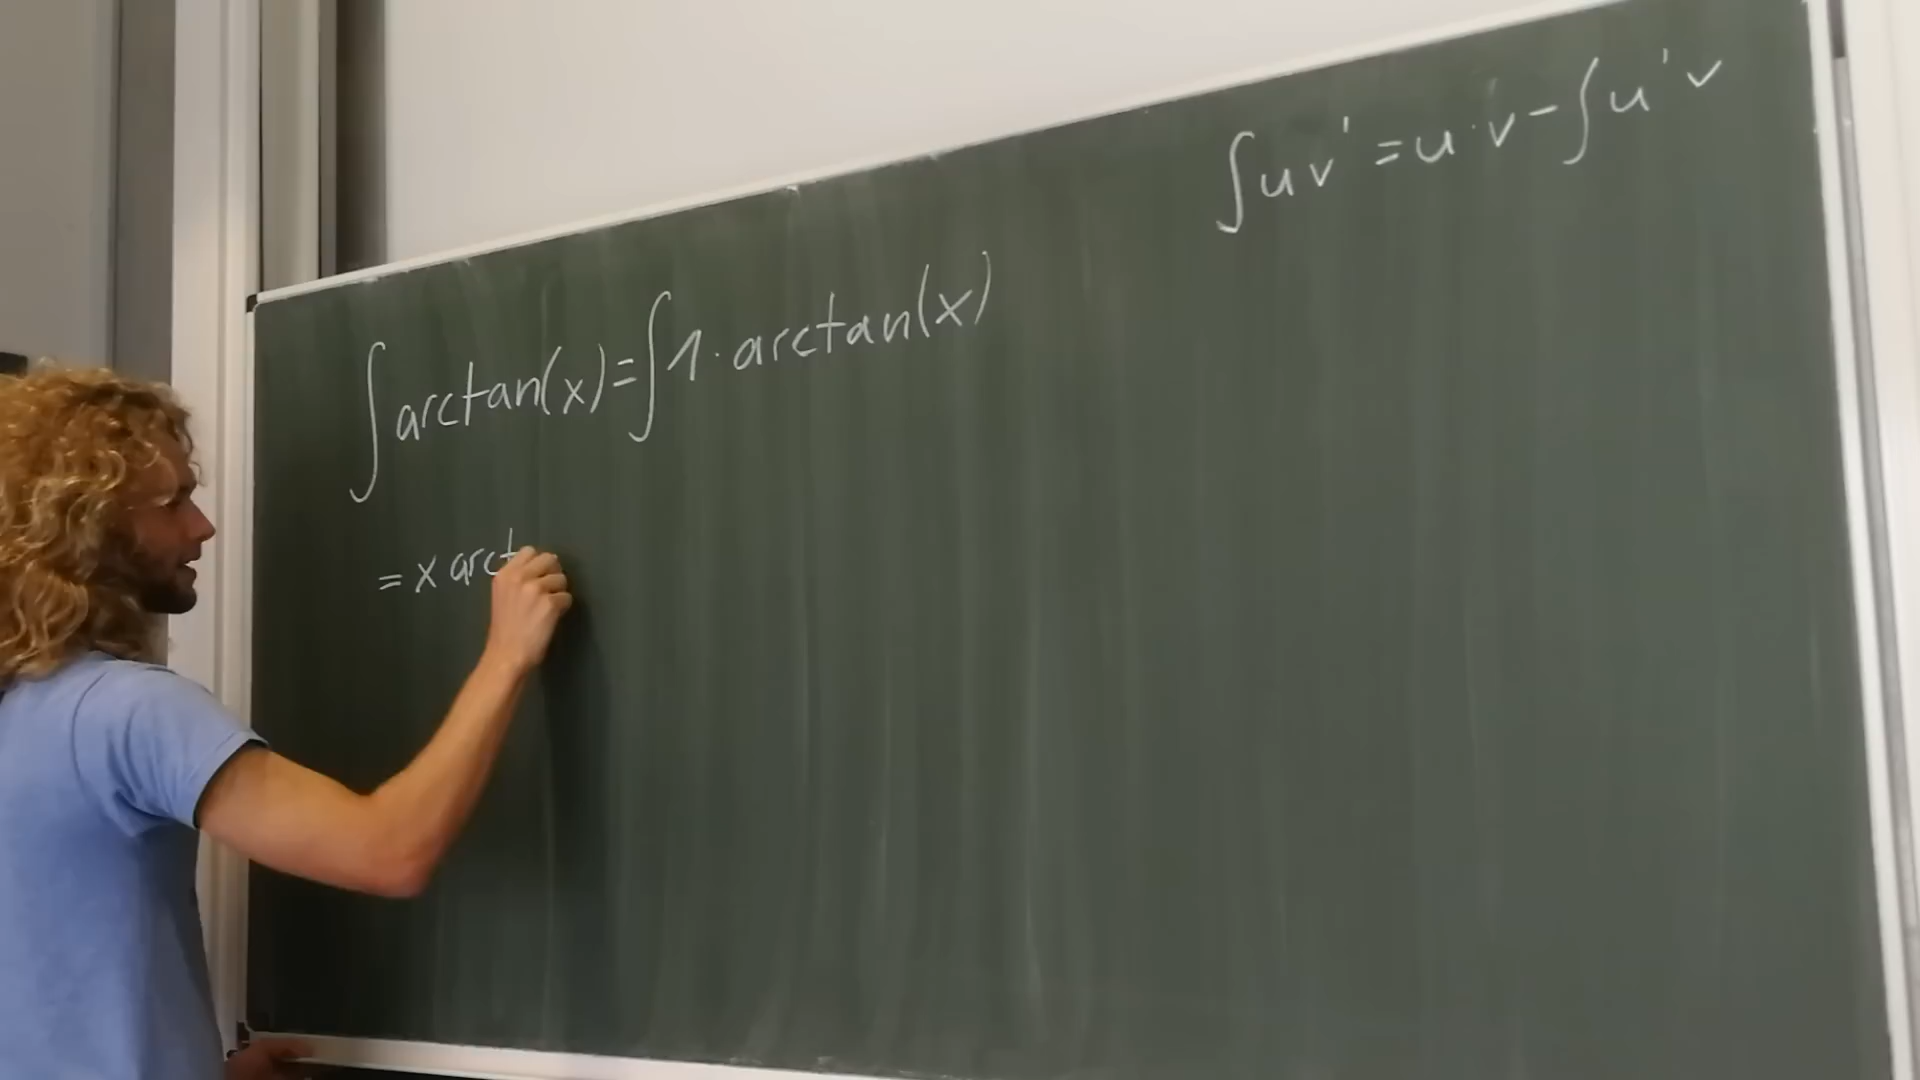 ∫uv' = u·v - ∫u'v
∫arctan(x) = ∫1·arctan(x)
= x arct